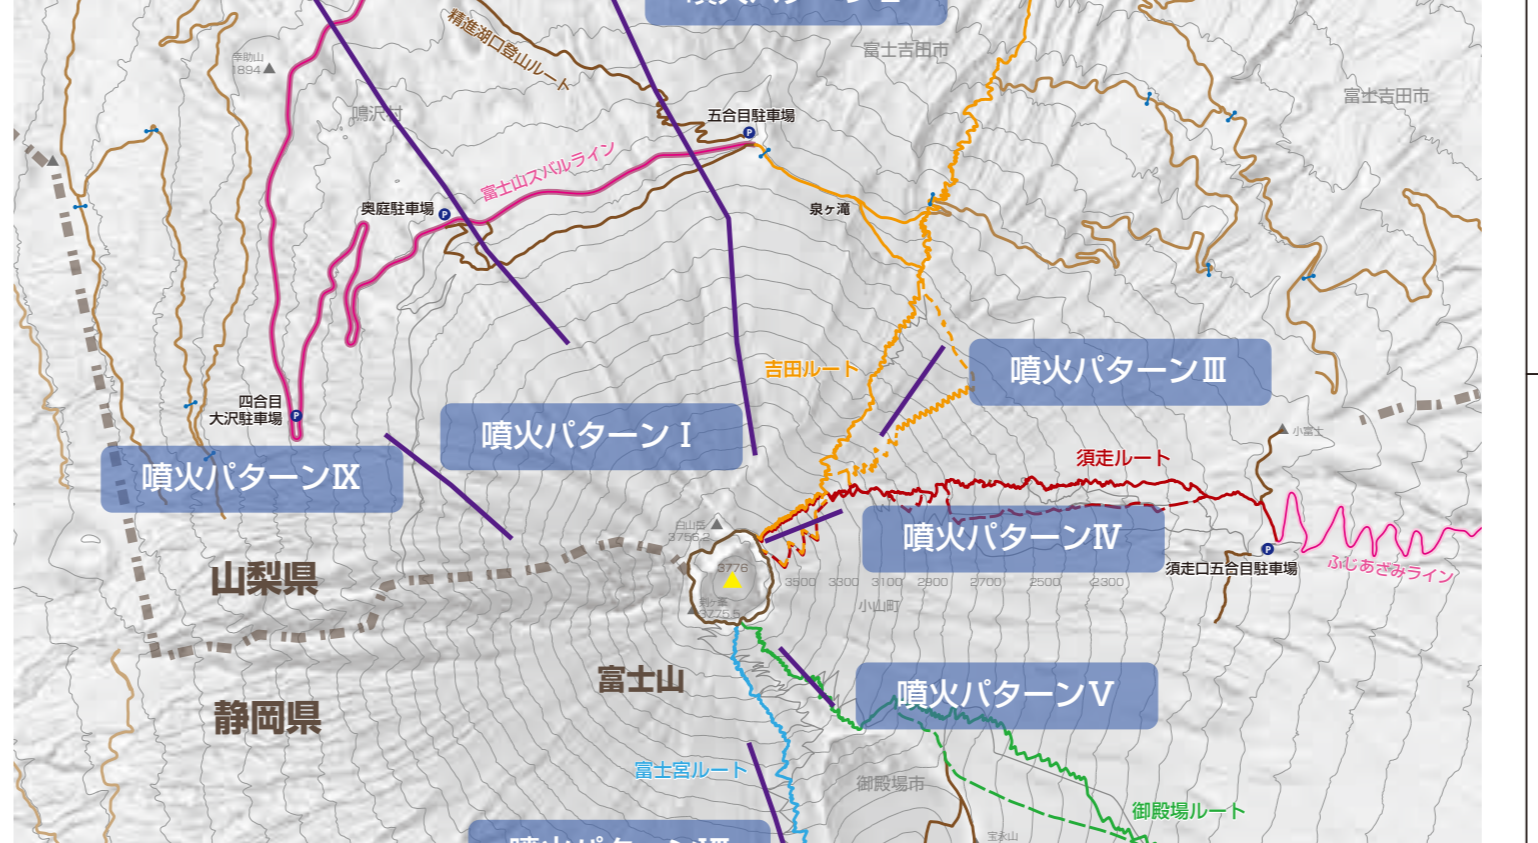 精進湖口登山ルート
富士吉田市
幸助山
1894
鳴沢村
富士吉田市
五合目駐車場
P
富士山スバルライン
奥庭駐車場
P
泉ヶ滝
吉田ルート
噴火パターンⅢ
四合目
大沢駐車場
P
噴火パターンⅠ
小富士
噴火パターンⅨ
須走ルート
白山岳
3756.2
噴火パターンⅣ
須走口五合目駐車場
P
ふじあざみライン
山梨県
3776
3500
3300
3100
2900
2700
2500
2300
剣ヶ峯
3775.5
小山町
富士山
噴火パターンⅤ
静岡県
富士宮ルート
御殿場市
御殿場ルート
宝永山